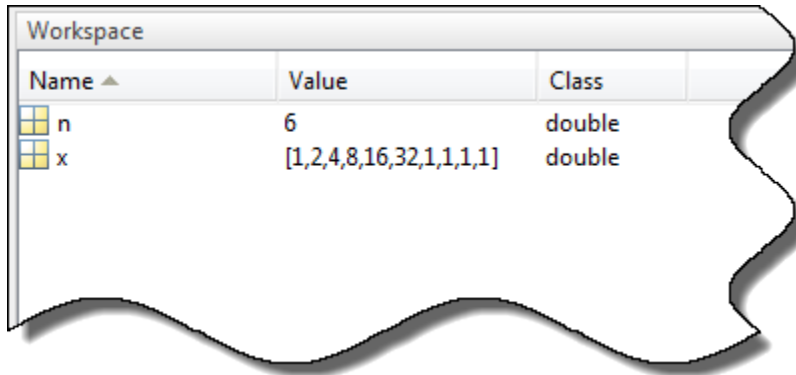 Workspace
Name Value Class
n 6 double
x [1,2,4,8,16,32,1,1,1,1] double